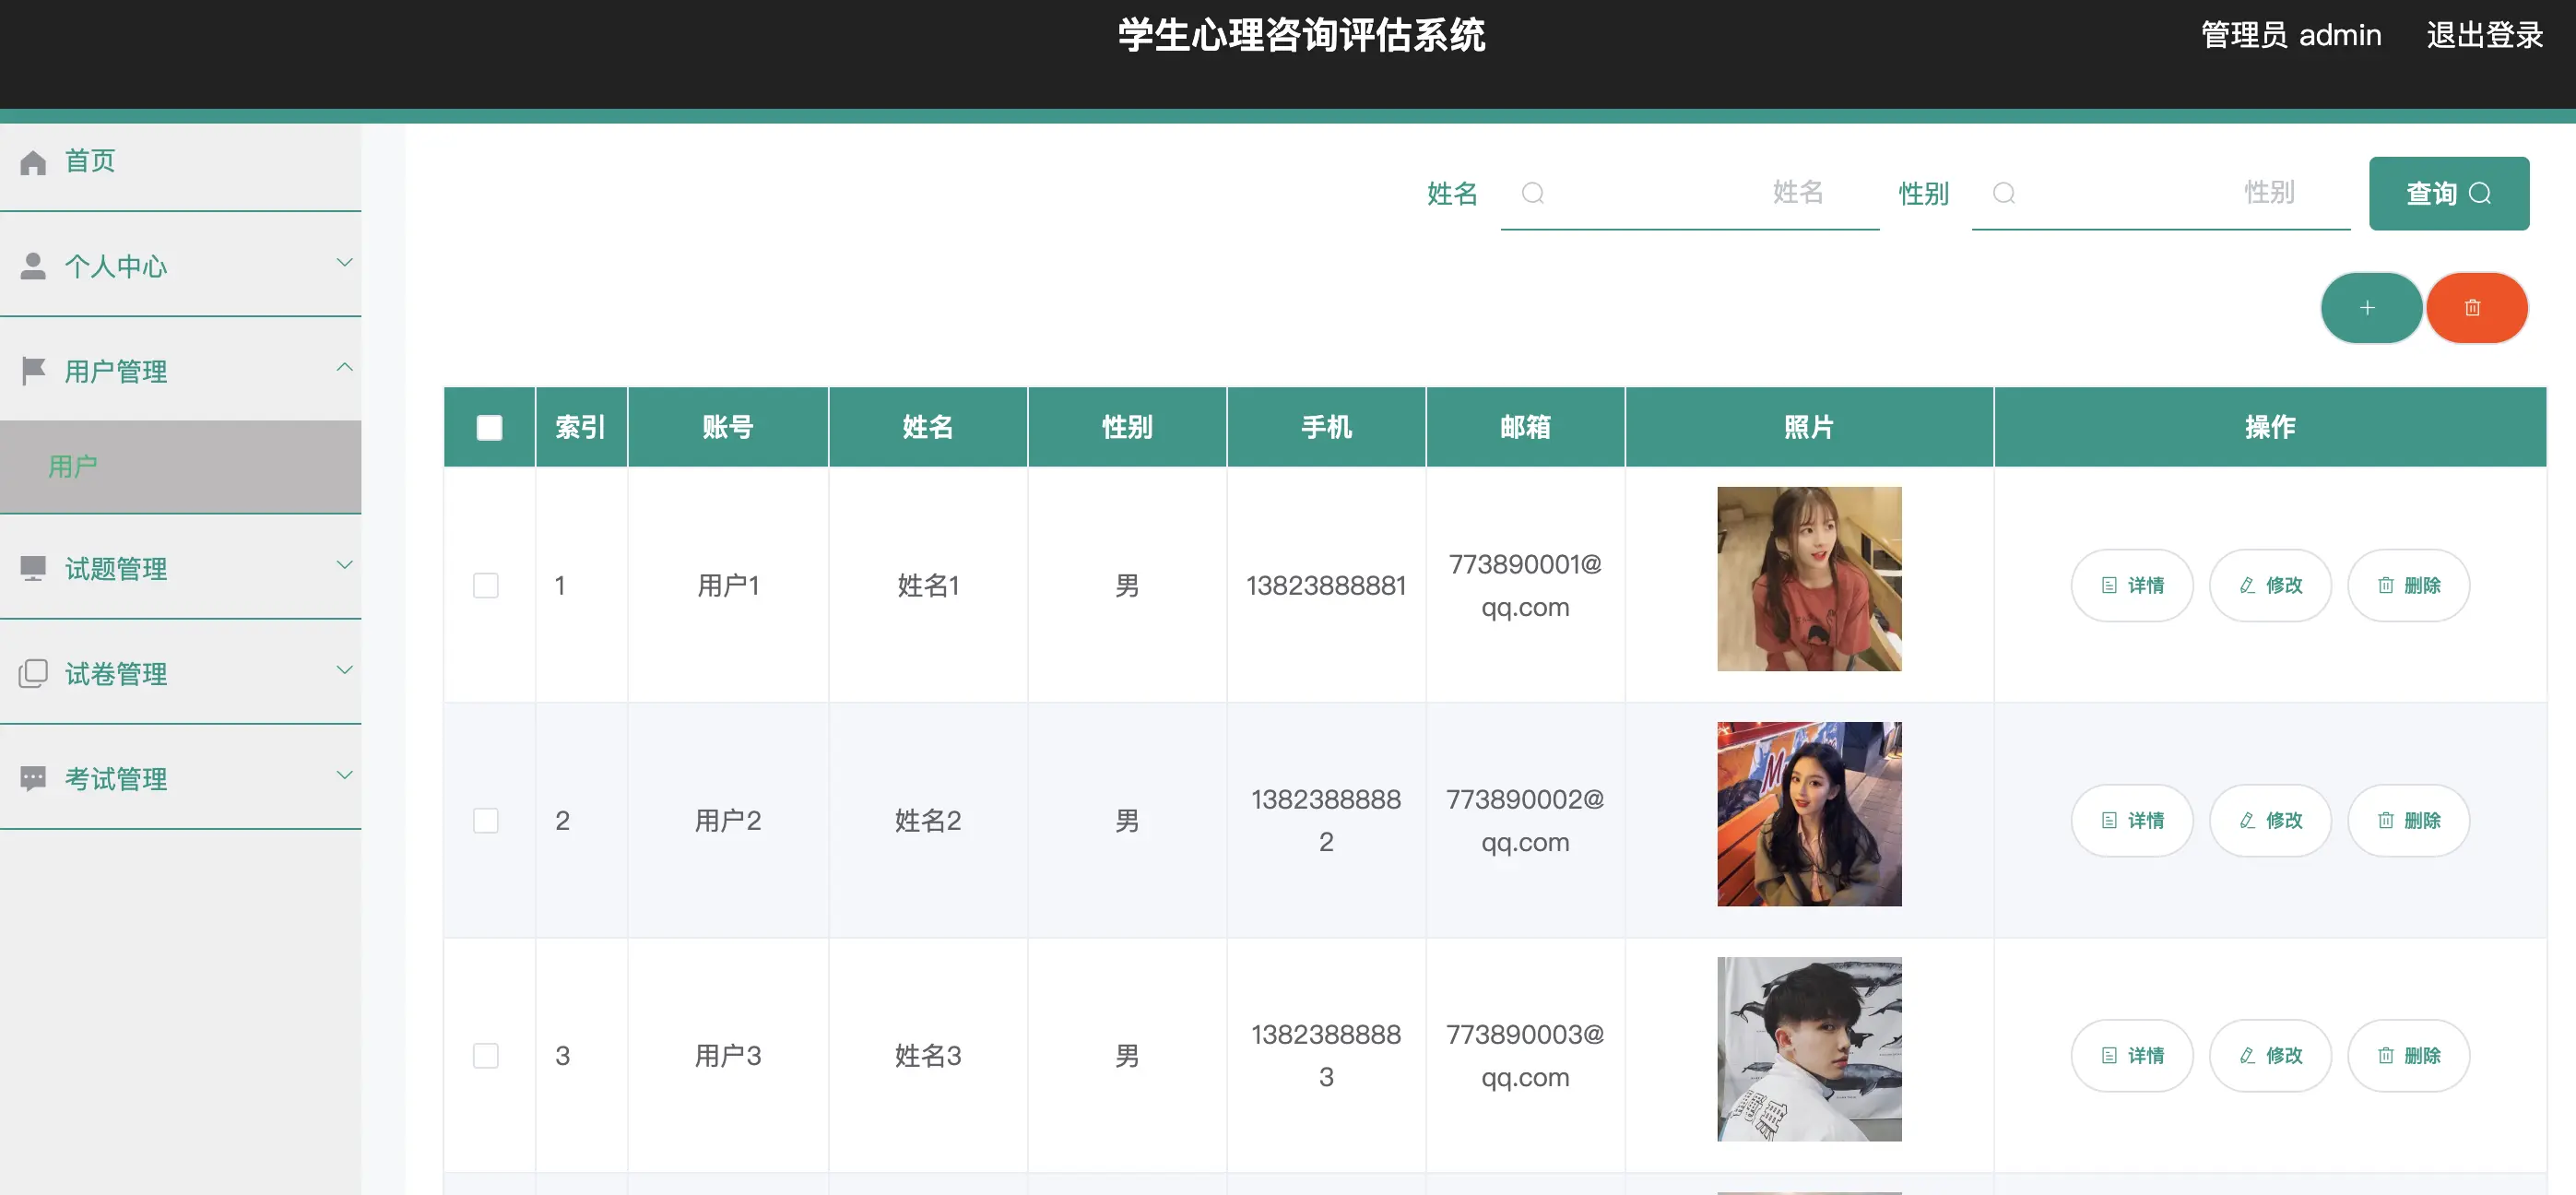 学生心理咨询评估系统
管理员 admin
退出登录
首页
个人中心
用户管理
用户
试题管理
试卷管理
考试管理
姓名
姓名
性别
性别
查询
索引 账号 姓名 性别 手机 邮箱 照片 操作
1 用户1 姓名1 男 13823888881 773890001@
qq.com
详情 修改 删除
2 用户2 姓名2 男 1382388888
2
773890002@
qq.com
详情 修改 删除
3 用户3 姓名3 男 1382388888
3
773890003@
qq.com
详情 修改 删除